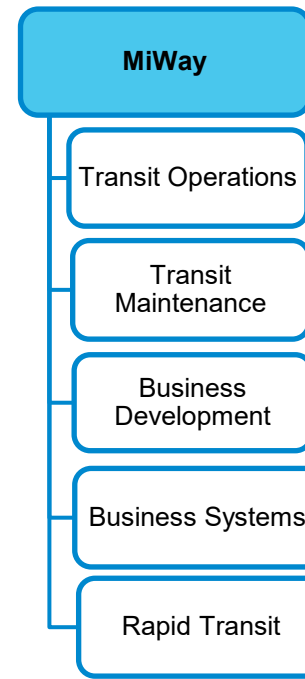 MiWay
Transit Operations
Transit
Maintenance
Business
Development
Business Systems
Rapid Transit